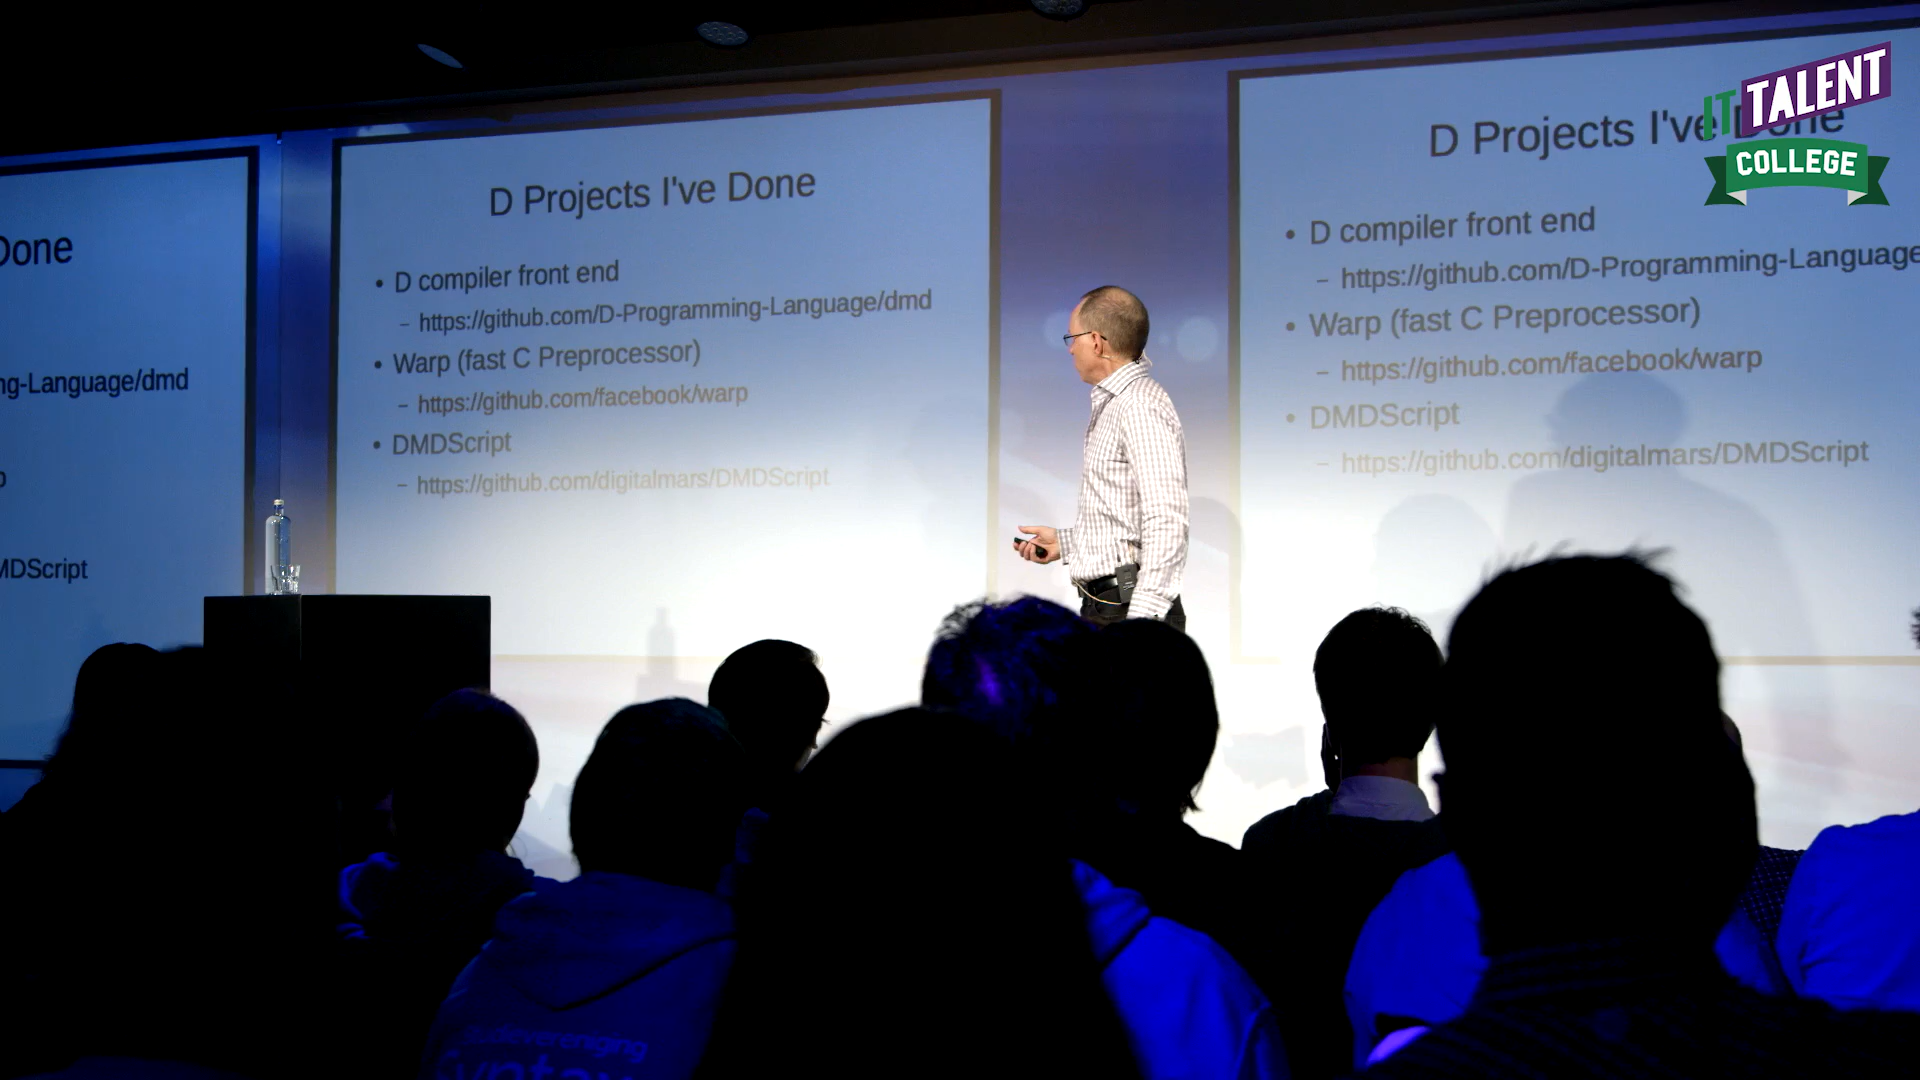 Done
ng-Language/dmd
MDScript
D Projects I've Done
• D compiler front end
– https://github.com/D-Programming-Language/dmd
• Warp (fast C Preprocessor)
– https://github.com/facebook/warp
• DMDScript
– https://github.com/digitalmars/DMDScript
D Projects I've Done
• D compiler front end
– https://github.com/D-Programming-Language
• Warp (fast C Preprocessor)
– https://github.com/facebook/warp
• DMDScript
– https://github.com/digitalmars/DMDScript
IT TALENT
COLLEGE